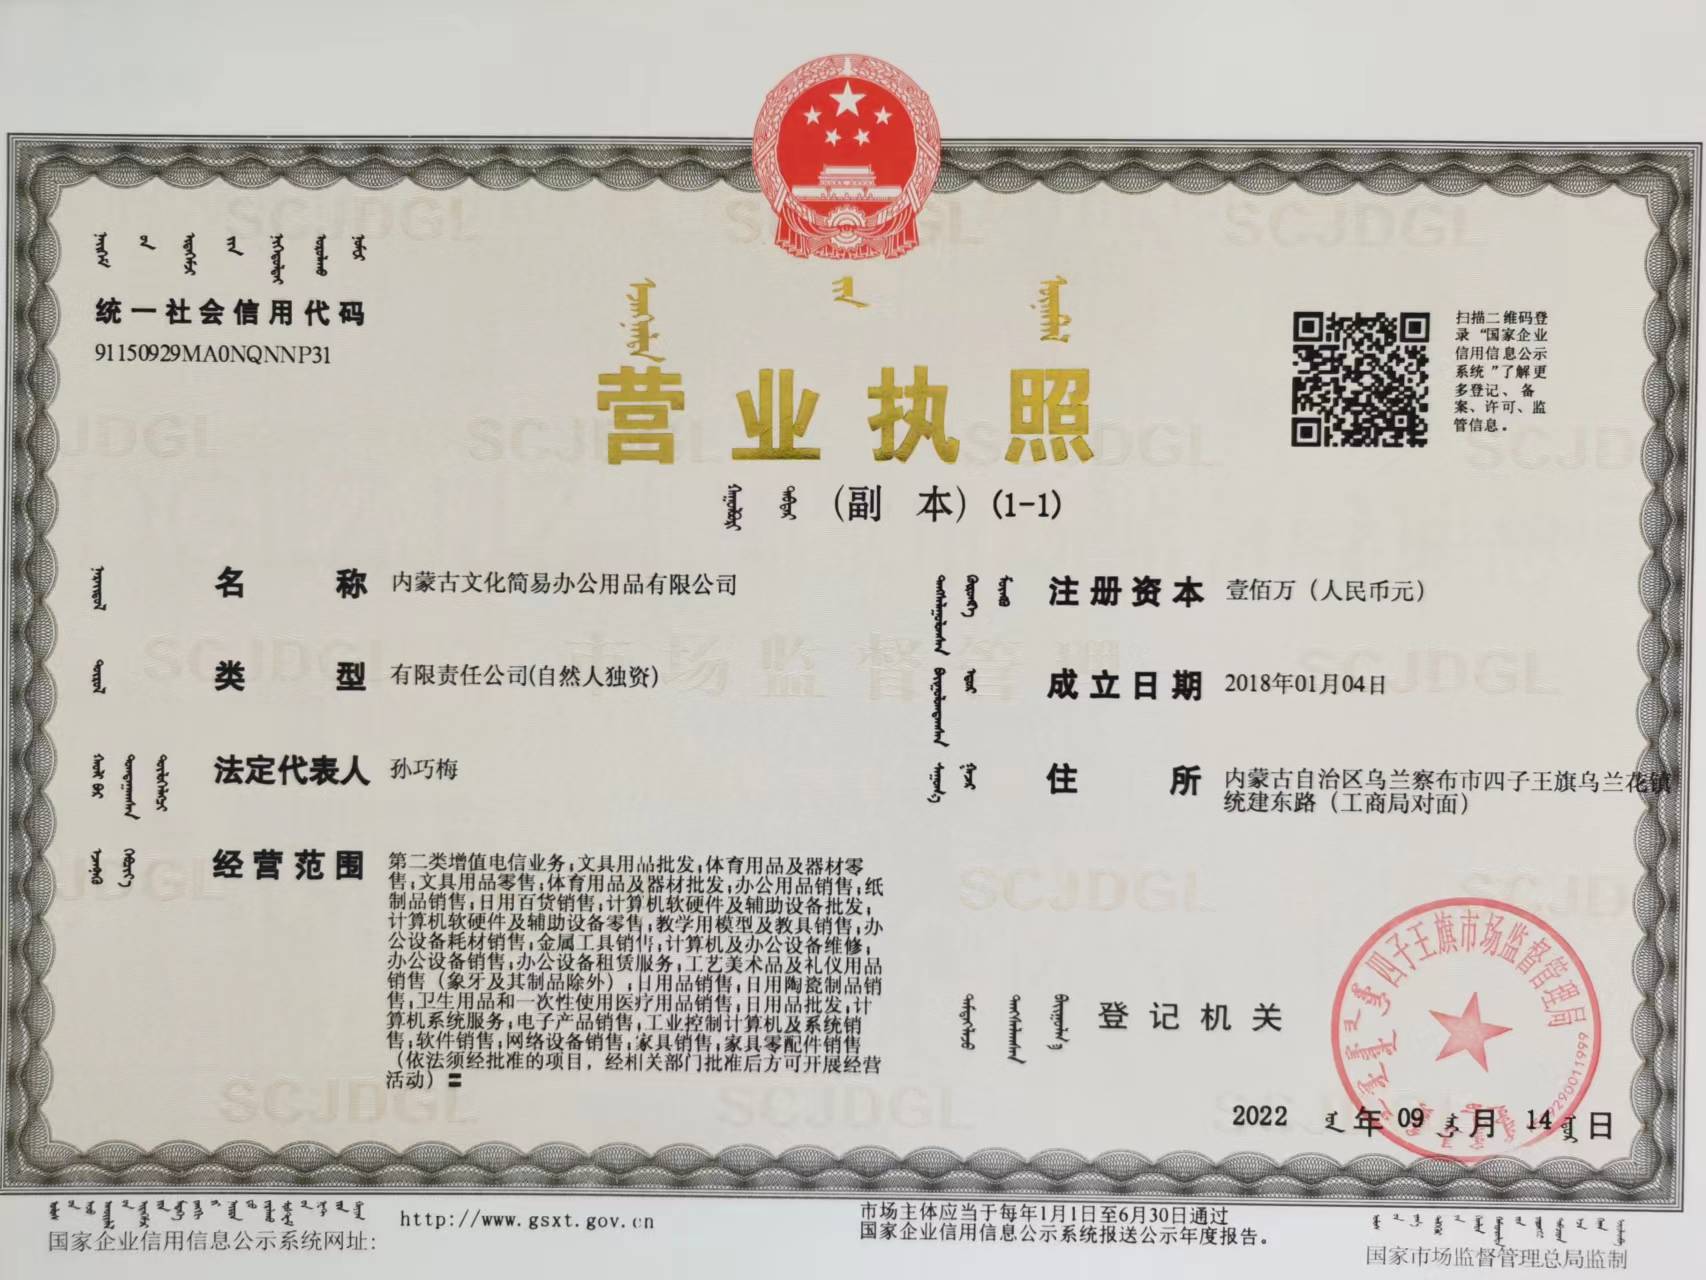 统一社会信用代码
91150929MA0NQNNP31
营业执照
(副 本) (1-1)
扫描二维码登
录“国家企业
信用信息公示
系统”了解更
多登记、备
案、许可、监
管信息。
名 称 内蒙古文化简易办公用品有限公司
类 型 有限责任公司(自然人独资)
法定代表人 孙巧梅
经营范围 第二类增值电信业务;文具用品批发;体育用品及器材零
售;文具用品零售;体育用品及器材批发;办公用品销售;纸
制品销售;日用百货销售;计算机软硬件及辅助设备批发;
计算机软硬件及辅助设备零售;教学用模型及教具销售;办
公设备耗材销售;金属工具销售;计算机及办公设备维修;
办公设备销售;办公设备租赁服务;工艺美术品及礼仪用品
销售(象牙及其制品除外);日用品销售;日用陶瓷制品销
售;卫生用品和一次性使用医疗用品销售;日用品批发;计
算机系统服务;电子产品销售;工业控制计算机及系统销
售;软件销售;网络设备销售;家具销售;家具零配件销售
(依法须经批准的项目,经相关部门批准后方可开展经营
活动)〓
注册资本 壹佰万(人民币元)
成立日期 2018年01月04日
住 所 内蒙古自治区乌兰察布市四子王旗乌兰花镇
统建东路(工商局对面)
登记机关
四子王旗市场监督管理局
2022 年 09 月 14 日
国家企业信用信息公示系统网址:
http://www.gsxt.gov.cn
市场主体应当于每年1月1日至6月30日通过
国家企业信用信息公示系统报送公示年度报告。
国家市场监督管理总局监制
SCJDGL
市场监督管理